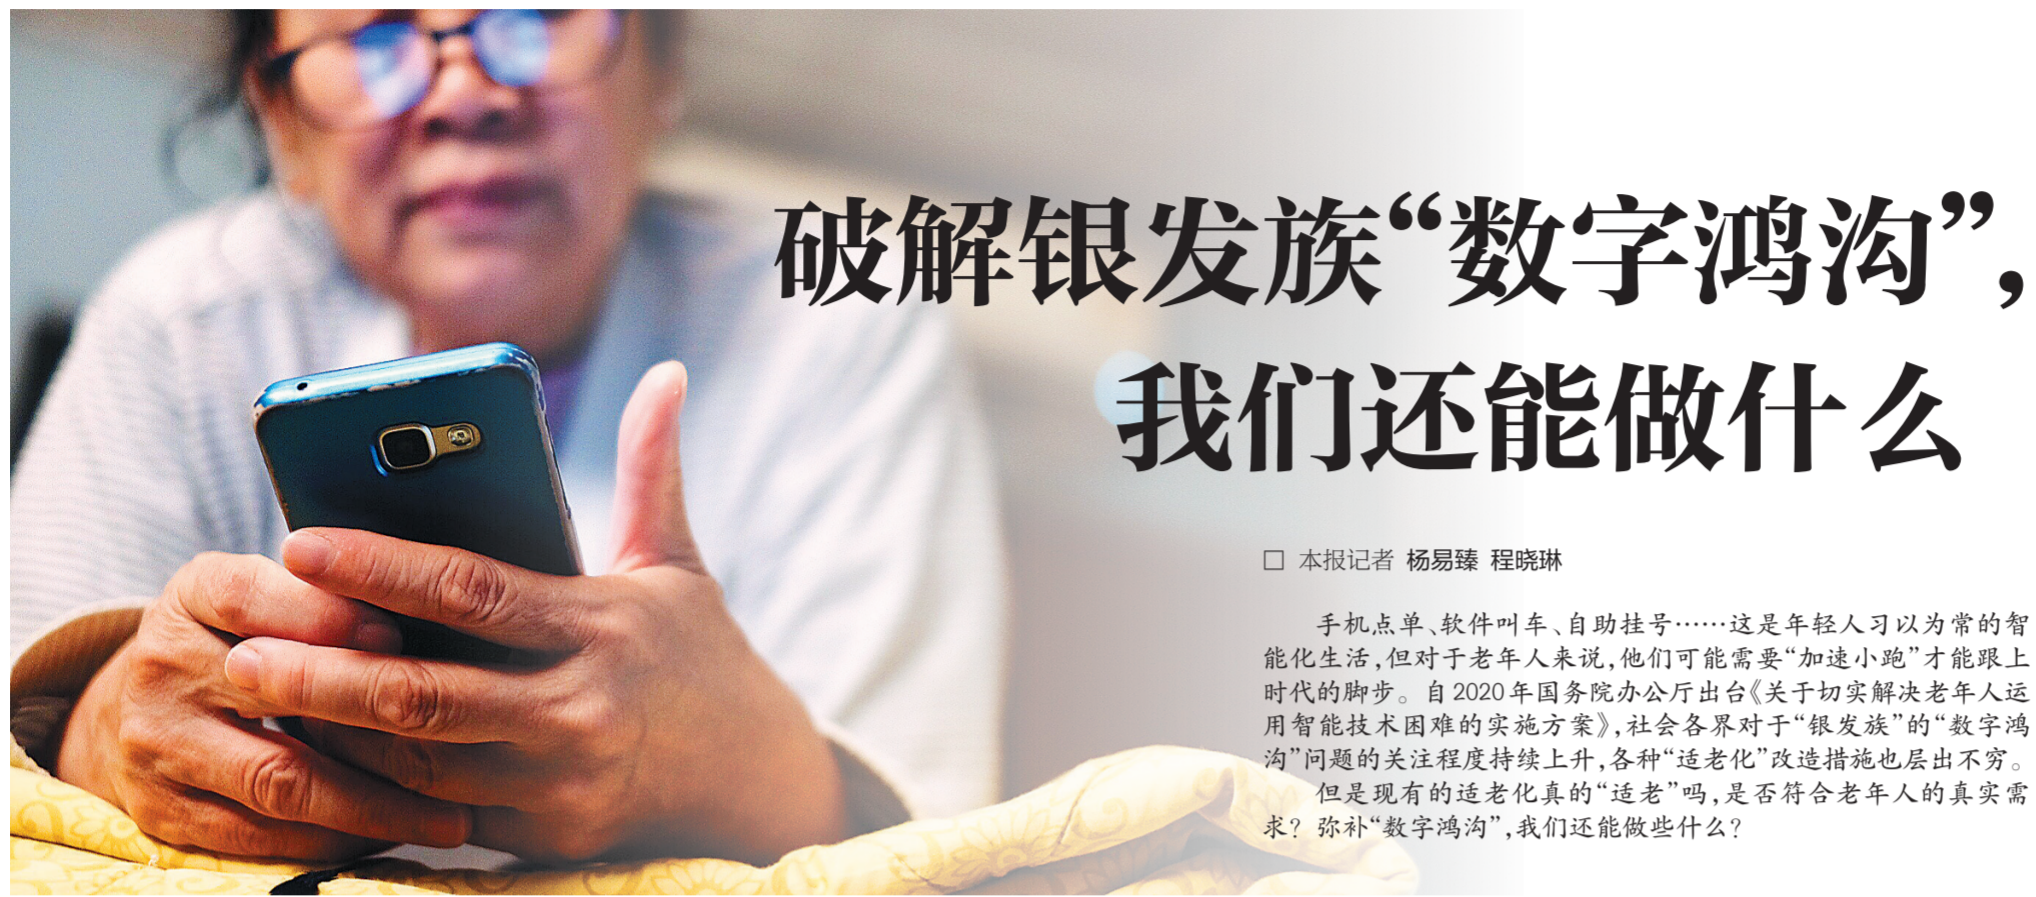 破解银发族“数字鸿沟”，
我们还能做什么
□ 本报记者 杨易臻 程晓琳
手机点单、软件叫车、自助挂号……这是年轻人习以为常的智
能化生活，但对于老年人来说，他们可能需要“加速小跑”才能跟上
时代的脚步。自2020年国务院办公厅出台《关于切实解决老年人运
用智能技术困难的实施方案》，社会各界对于“银发族”的“数字鸿
沟”问题的关注程度持续上升，各种“适老化”改造措施也层出不穷。
但是现有的适老化真的“适老”吗，是否符合老年人的真实需
求？弥补“数字鸿沟”，我们还能做些什么？